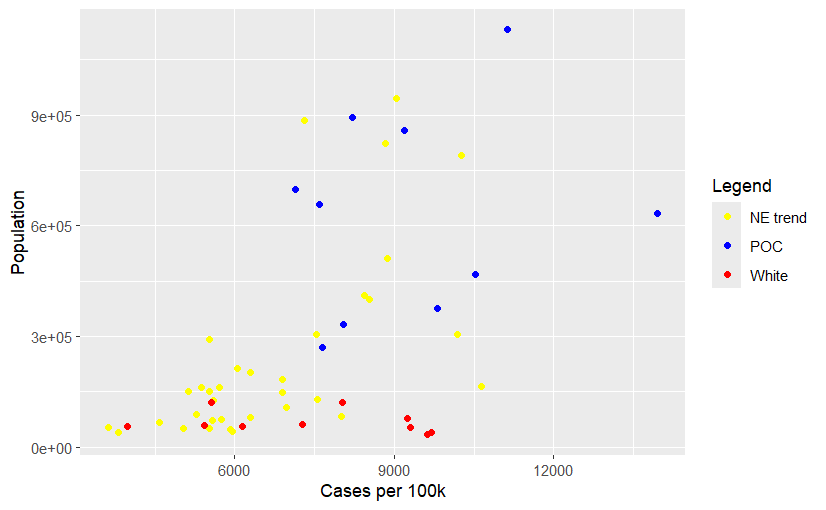 9e+05
6e+05
3e+05
0e+00
Population
6000 9000 12000
Cases per 100k
Legend
NE trend
POC
White